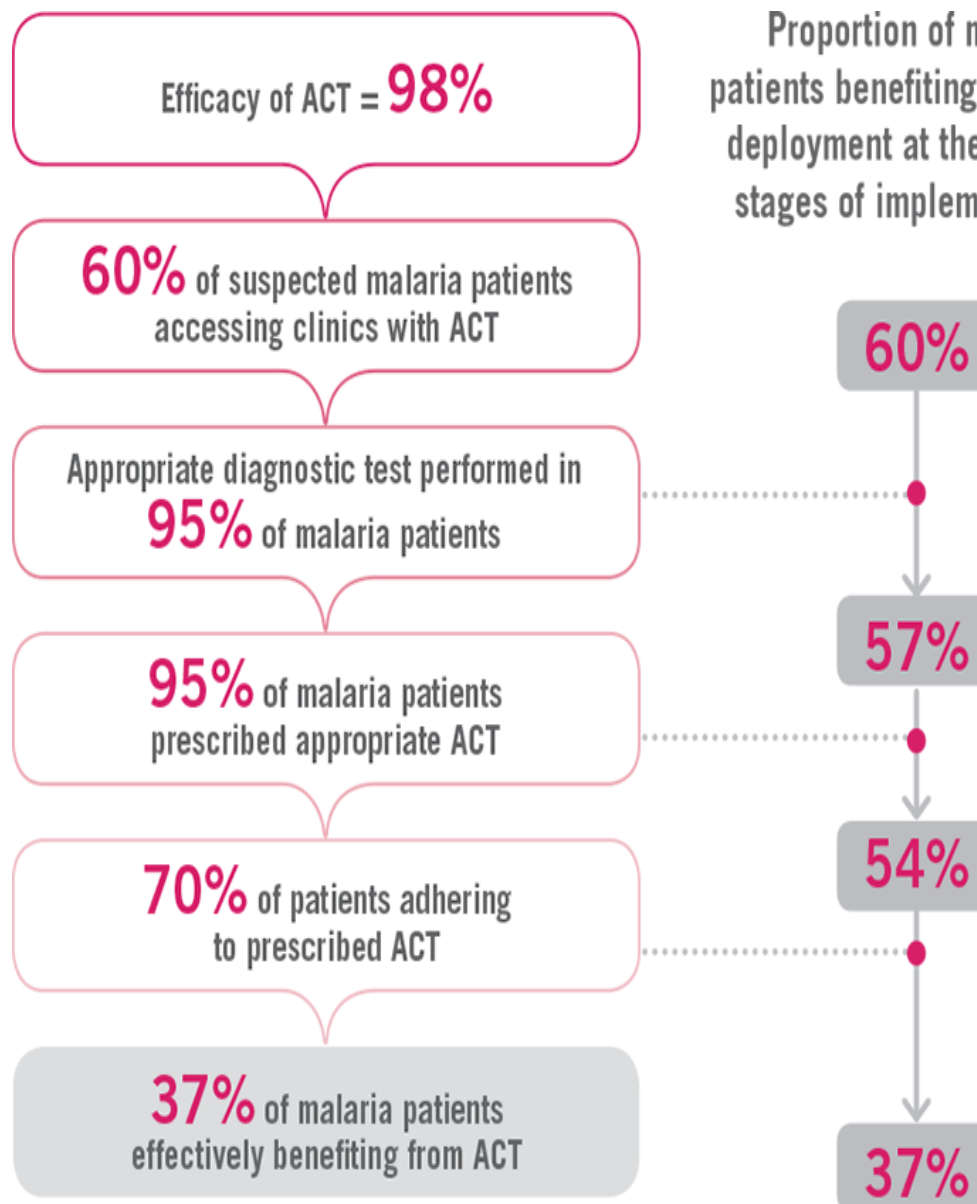 Efficacy of ACT = 98%
60% of suspected malaria patients
accessing clinics with ACT
Appropriate diagnostic test performed in
95% of malaria patients
95% of malaria patients
prescribed appropriate ACT
70% of patients adhering
to prescribed ACT
37% of malaria patients
effectively benefiting from ACT
Proportion of
patients benefiting
deployment at the
stages of implem
60%
57%
54%
37%